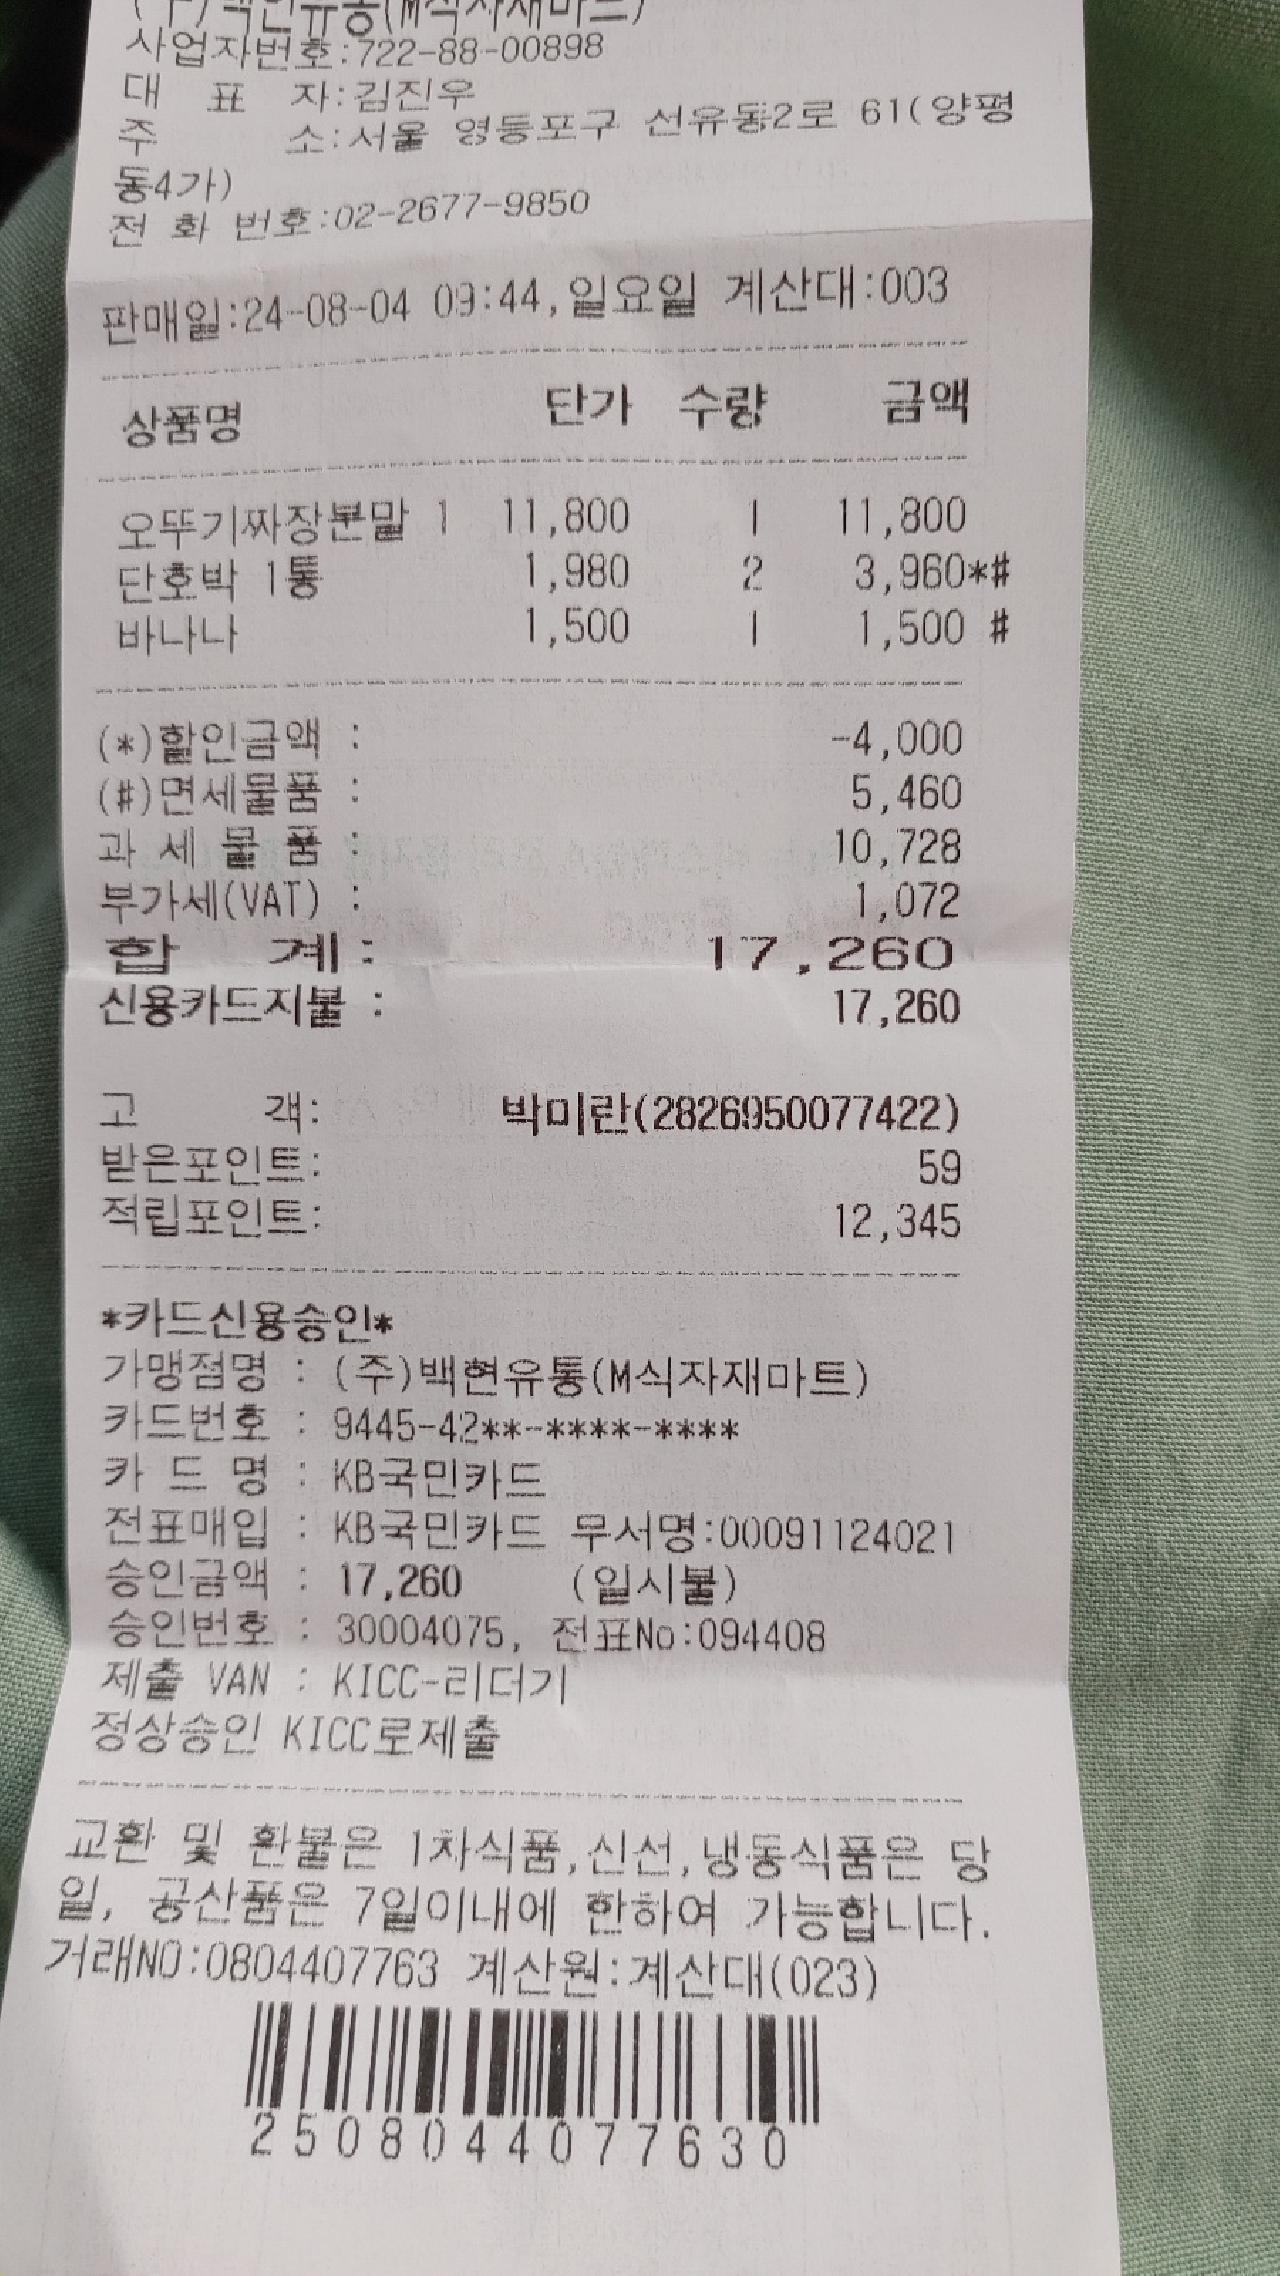 (주)백현유통(M식자재마트)
사업자번호:722-88-00898
대 표 자:김진우
주 소:서울 영등포구 선유동2로 61(양평
동4가)
전 화 번호:02-2677-9850
판매일:24-08-04 09:44,일요일 계산대:003
상품명 단가 수량 금액
오뚜기짜장분말 1 11,800 1 11,800
단호박 1통 1,980 2 3,960*#
바나나 1,500 1 1,500 #
(*)할인금액 : -4,000
(#)면세물품 : 5,460
과 세 물 품 : 10,728
부가세(VAT) : 1,072
합 계: 17,260
신용카드지불 : 17,260
고 객: 박미란(2826950077422)
받은포인트: 59
적립포인트: 12,345
*카드신용승인*
가맹점명 : (주)백현유통(M식자재마트)
카드번호 : 9445-42**-****-****
카 드 명 : KB국민카드
전표매입 : KB국민카드 무서명:00091124021
승인금액 : 17,260 (일시불)
승인번호 : 30004075, 전표No:094408
제출 VAN : KICC-리더기
정상승인 KICC로제출
교환 및 환불은 1차식품,신선,냉동식품은 당
일, 공산품은 7일이내에 한하여 가능합니다.
거래NO:0804407763 계산원:계산대(023)
2508044077630